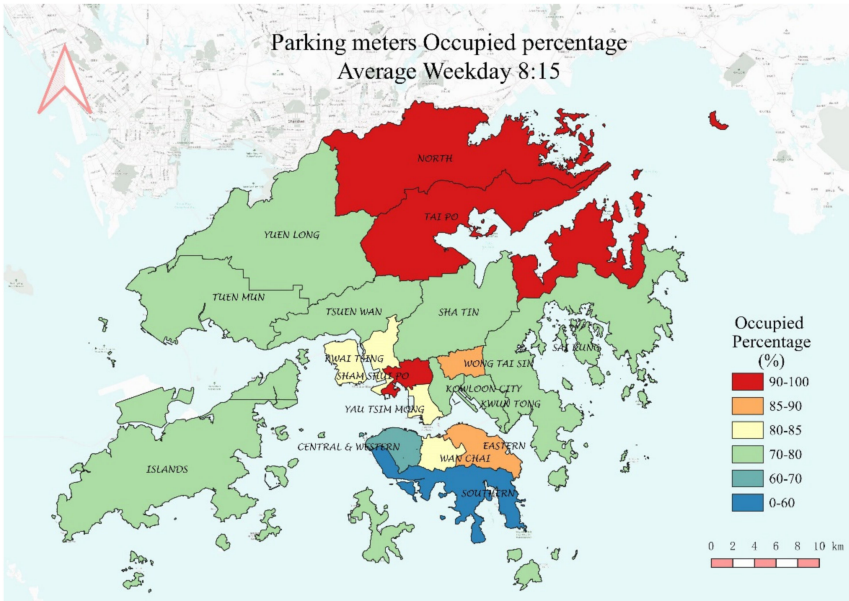 Parking meters Occupied percentage
Average Weekday 8:15
NORTH
TAI PO
YUEN LONG
TUEN MUN
TSUEN WAN
SHA TIN
SAI KUNG
KWAI TSING
WONG TAI SIN
SHAM SHUI PO
KOWLOON CITY
KWUN TONG
YAU TSIM MONG
CENTRAL & WESTERN
EASTERN
WAN CHAI
ISLANDS
SOUTHERN
Occupied
Percentage
(%)
90-100
85-90
80-85
70-80
60-70
0-60
0 2 4 6 8 10 km